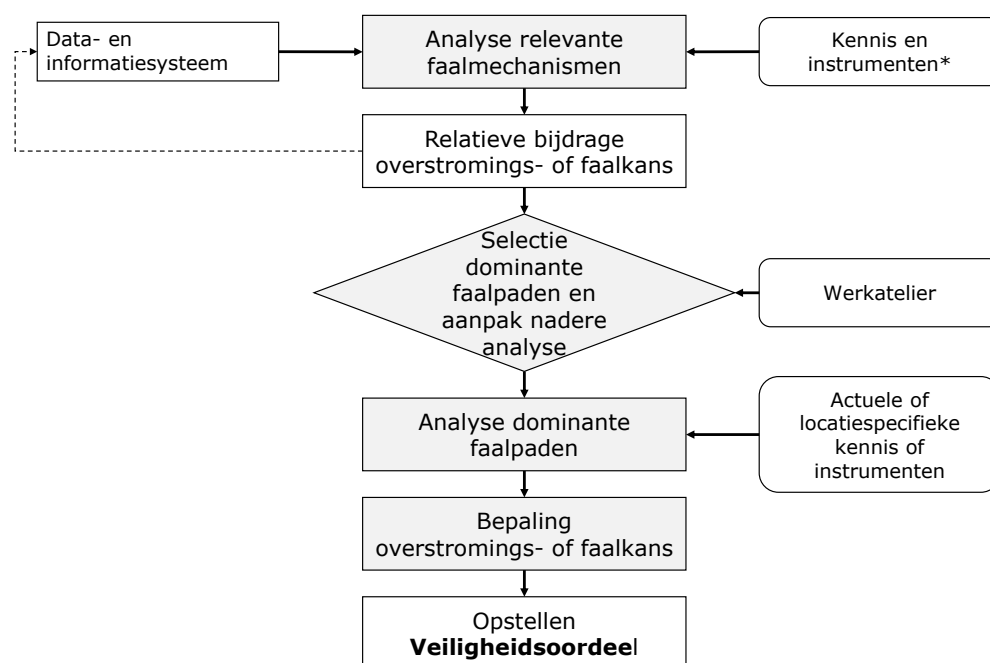 Data- en
informatiesysteem
Analyse relevante
faalmechanismen
Kennis en
instrumenten*
Relatieve bijdrage
overstromings- of faalkans
Selectie
dominante
faalpaden en
aanpak nadere
analyse
Werkatelier
Analyse dominante
faalpaden
Actuele of
locatiespecifieke
kennis of
instrumenten
Bepaling
overstromings- of faalkans
Opstellen
Veiligheidsoordeel